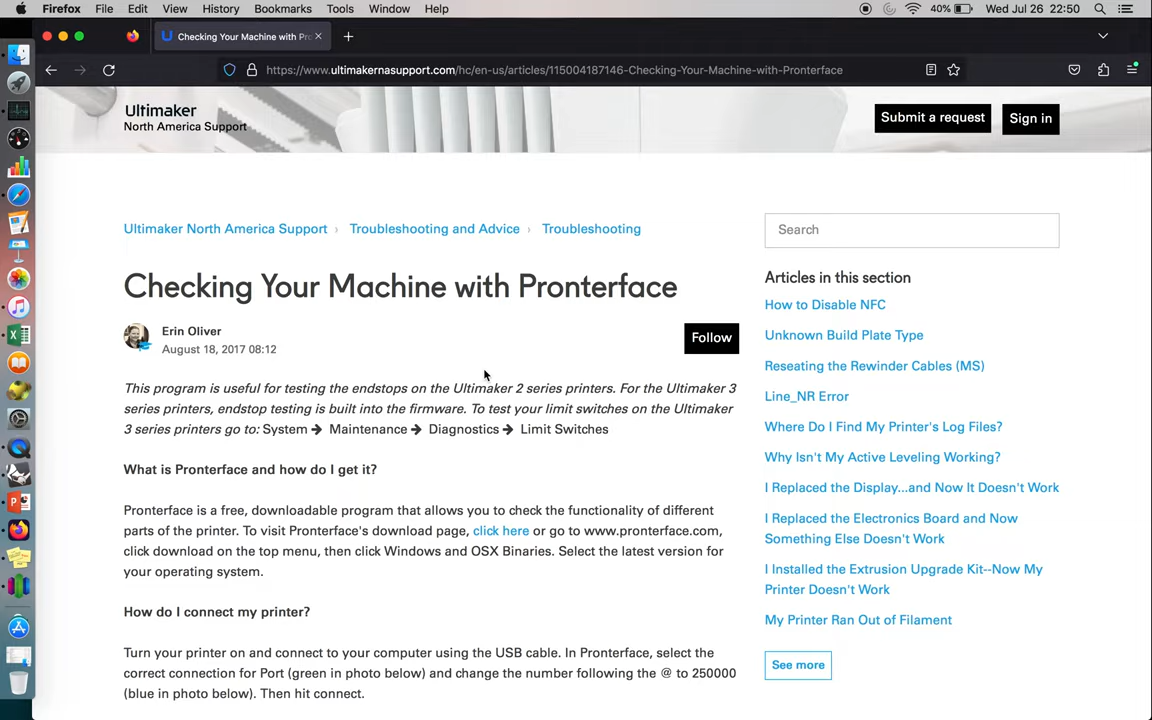 Firefox File Edit View History Bookmarks Tools Window Help 40% Wed Jul 26 22:50
Checking Your Machine with Pr
https://www.ultimakernasupport.com/hc/en-us/articles/115004187146-Checking-Your-Machine-with-Pronterface
Ultimaker
North America Support
Submit a request
Sign in
Ultimaker North America Support › Troubleshooting and Advice › Troubleshooting
Search
Checking Your Machine with Pronterface
Erin Oliver
August 18, 2017 08:12
Follow
This program is useful for testing the endstops on the Ultimaker 2 series printers. For the Ultimaker 3
series printers, endstop testing is built into the firmware. To test your limit switches on the Ultimaker
3 series printers go to: System → Maintenance → Diagnostics → Limit Switches
What is Pronterface and how do I get it?
Pronterface is a free, downloadable program that allows you to check the functionality of different
parts of the printer. To visit Pronterface's download page, click here or go to www.pronterface.com,
click download on the top menu, then click Windows and OSX Binaries. Select the latest version for
your operating system.
How do I connect my printer?
Turn your printer on and connect to your computer using the USB cable. In Pronterface, select the
correct connection for Port (green in photo below) and change the number following the @ to 250000
(blue in photo below). Then hit connect.
Articles in this section
How to Disable NFC
Unknown Build Plate Type
Reseating the Rewinder Cables (MS)
Line_NR Error
Where Do I Find My Printer's Log Files?
Why Isn't My Active Leveling Working?
I Replaced the Display...and Now It Doesn't Work
I Replaced the Electronics Board and Now
Something Else Doesn't Work
I Installed the Extrusion Upgrade Kit--Now My
Printer Doesn't Work
My Printer Ran Out of Filament
See more